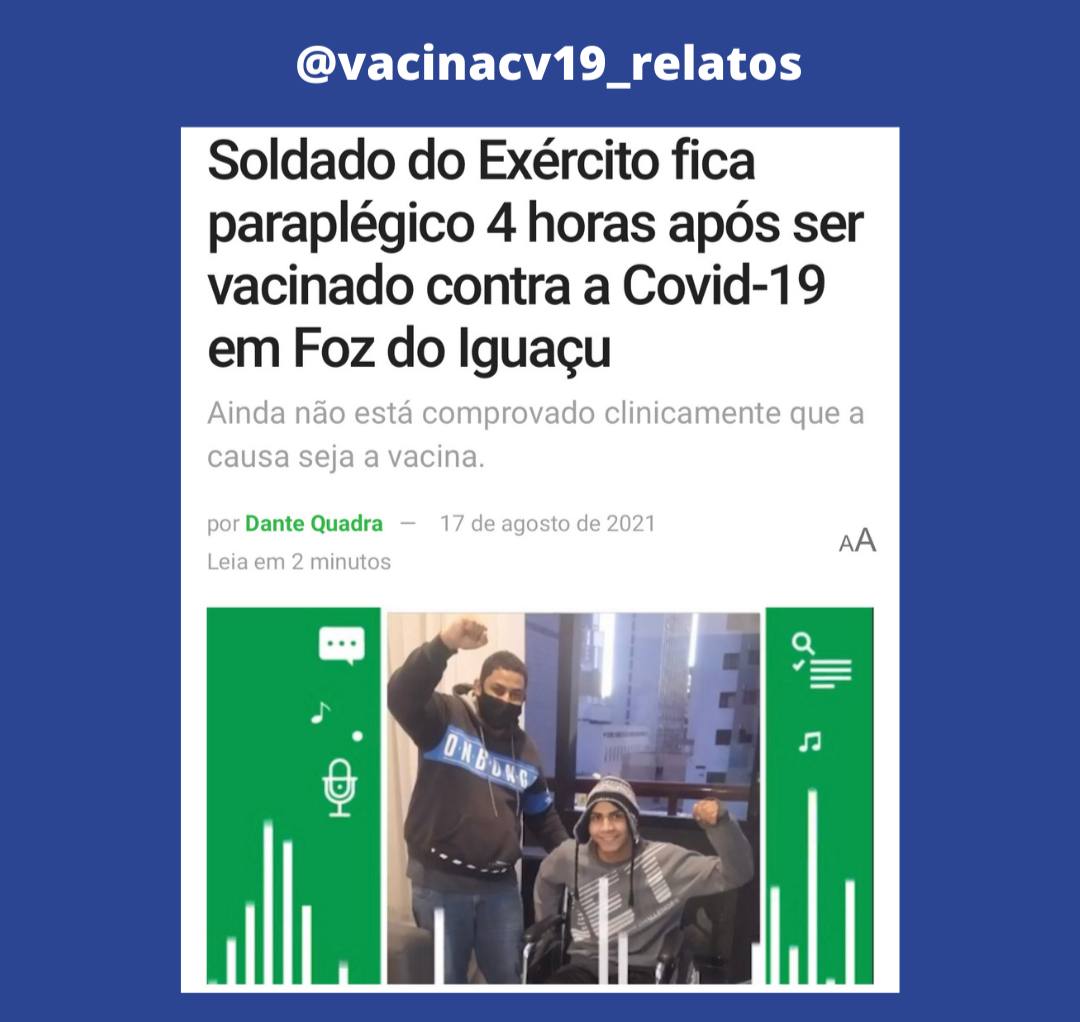 @vacinacv19_relatos
Soldado do Exército fica
paraplégico 4 horas após ser
vacinado contra a Covid-19
em Foz do Iguaçu
Ainda não está comprovado clinicamente que a
causa seja a vacina.
por Dante Quadra — 17 de agosto de 2021
Leia em 2 minutos
AA
ONBONG